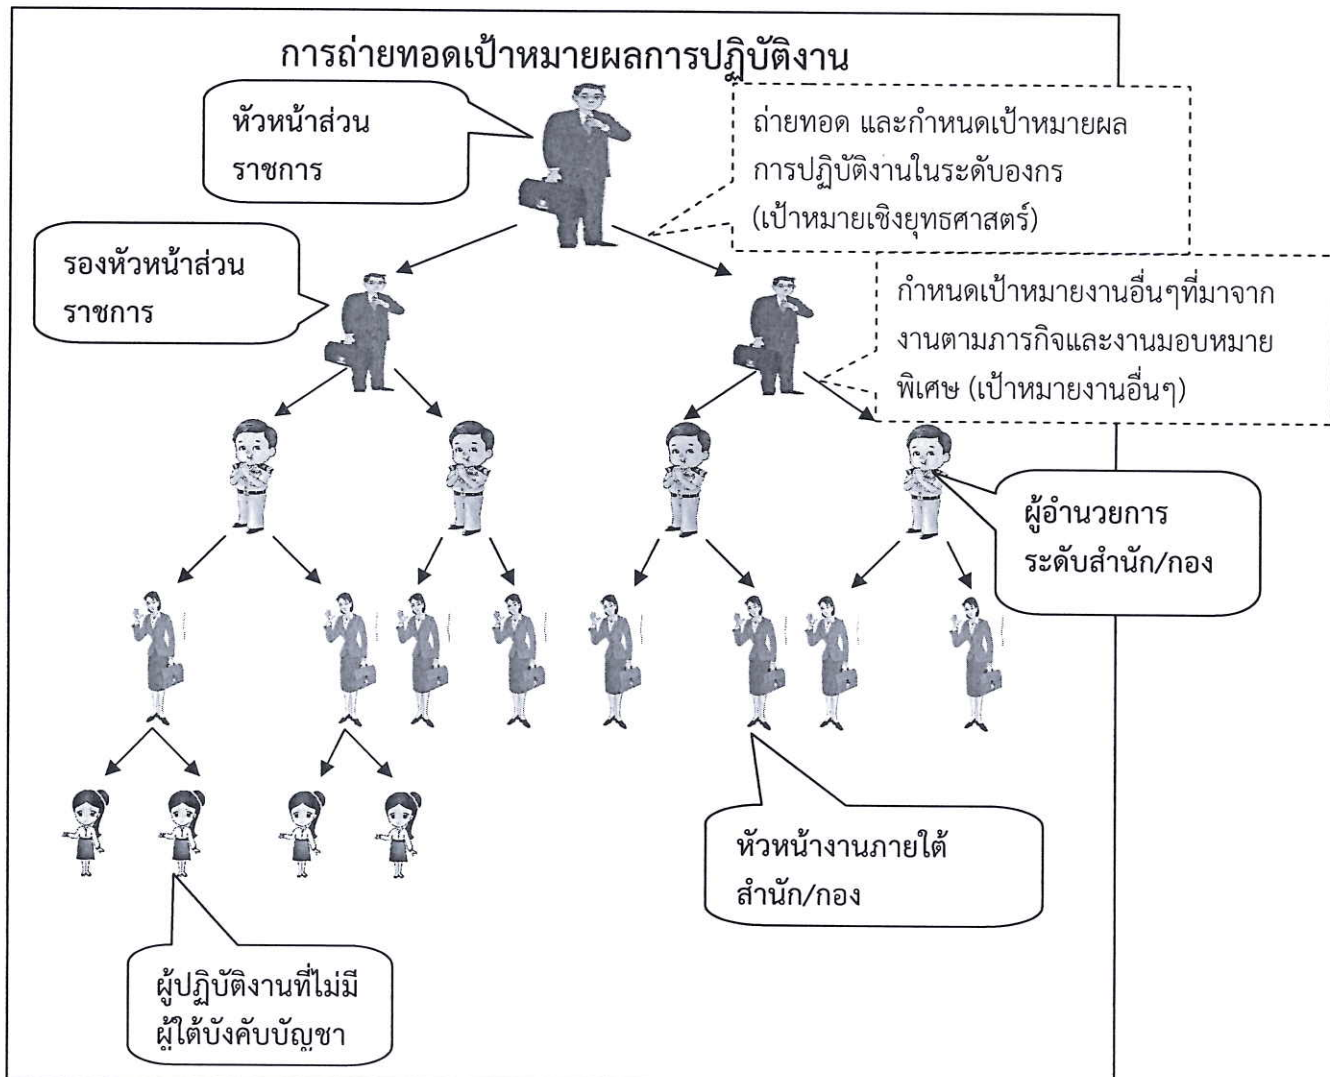 การถ่ายทอดเป้าหมายผลการปฏิบัติงาน
หัวหน้าส่วน
ราชการ
ถ่ายทอด และกำหนดเป้าหมายผล
การปฏิบัติงานในระดับองกร
(เป้าหมายเชิงยุทธศาสตร์)
รองหัวหน้าส่วน
ราชการ
กำหนดเป้าหมายงานอื่นๆที่มาจาก
งานตามภารกิจและงานมอบหมาย
พิเศษ (เป้าหมายงานอื่นๆ)
ผู้อำนวยการ
ระดับสำนัก/กอง
หัวหน้างานภายใต้
สำนัก/กอง
ผู้ปฏิบัติงานที่ไม่มี
ผู้ใต้บังคับบัญชา